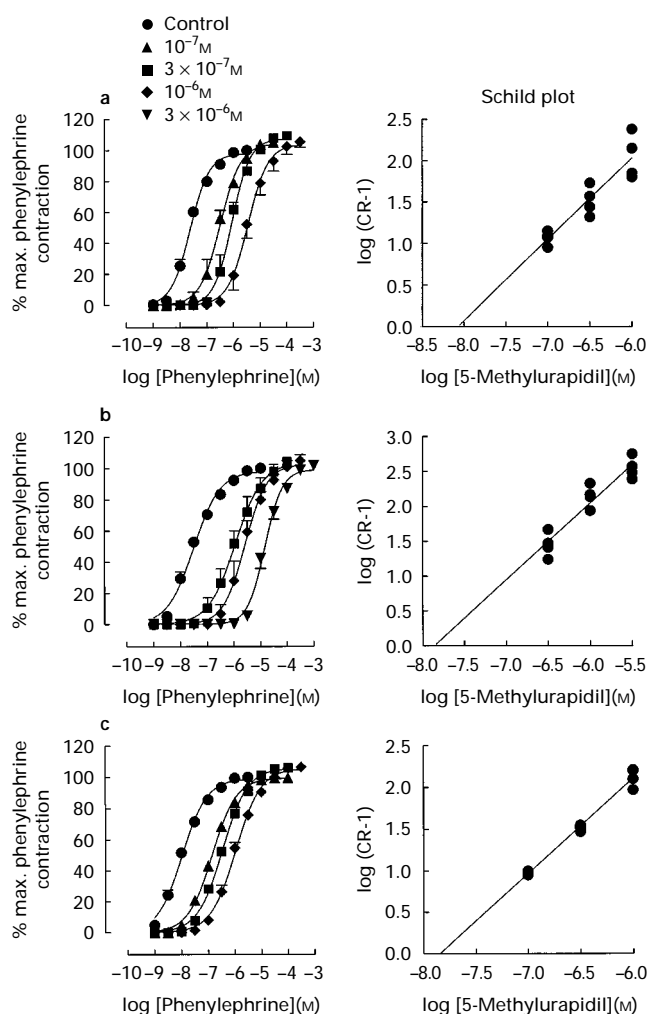 Control
10⁻⁷M
3 × 10⁻⁷M
10⁻⁶M
3 × 10⁻⁶M
a
Schild plot
120
100
80
60
40
20
0
% max. phenylephrine
contraction
−10 −9 −8 −7 −6 −5 −4 −3
log [Phenylephrine](M)
2.5
2.0
1.5
1.0
0.5
0.0
log (CR-1)
−8.5 −8.0 −7.5 −7.0 −6.5 −6.0
log [5-Methylurapidil](M)
b
120
100
80
60
40
20
0
% max. phenylephrine
contraction
−10 −9 −8 −7 −6 −5 −4 −3
log [Phenylephrine](M)
3.0
2.5
2.0
1.5
1.0
0.5
0.0
log (CR-1)
−8.0 −7.5 −7.0 −6.5 −6.0 −5.5
log [5-Methylurapidil](M)
c
120
100
80
60
40
20
0
% max. phenylephrine
contraction
−10 −9 −8 −7 −6 −5 −4 −3
log [Phenylephrine](M)
2.5
2.0
1.5
1.0
0.5
0.0
log (CR-1)
−8.0 −7.5 −7.0 −6.5 −6.0
log [5-Methylurapidil](M)